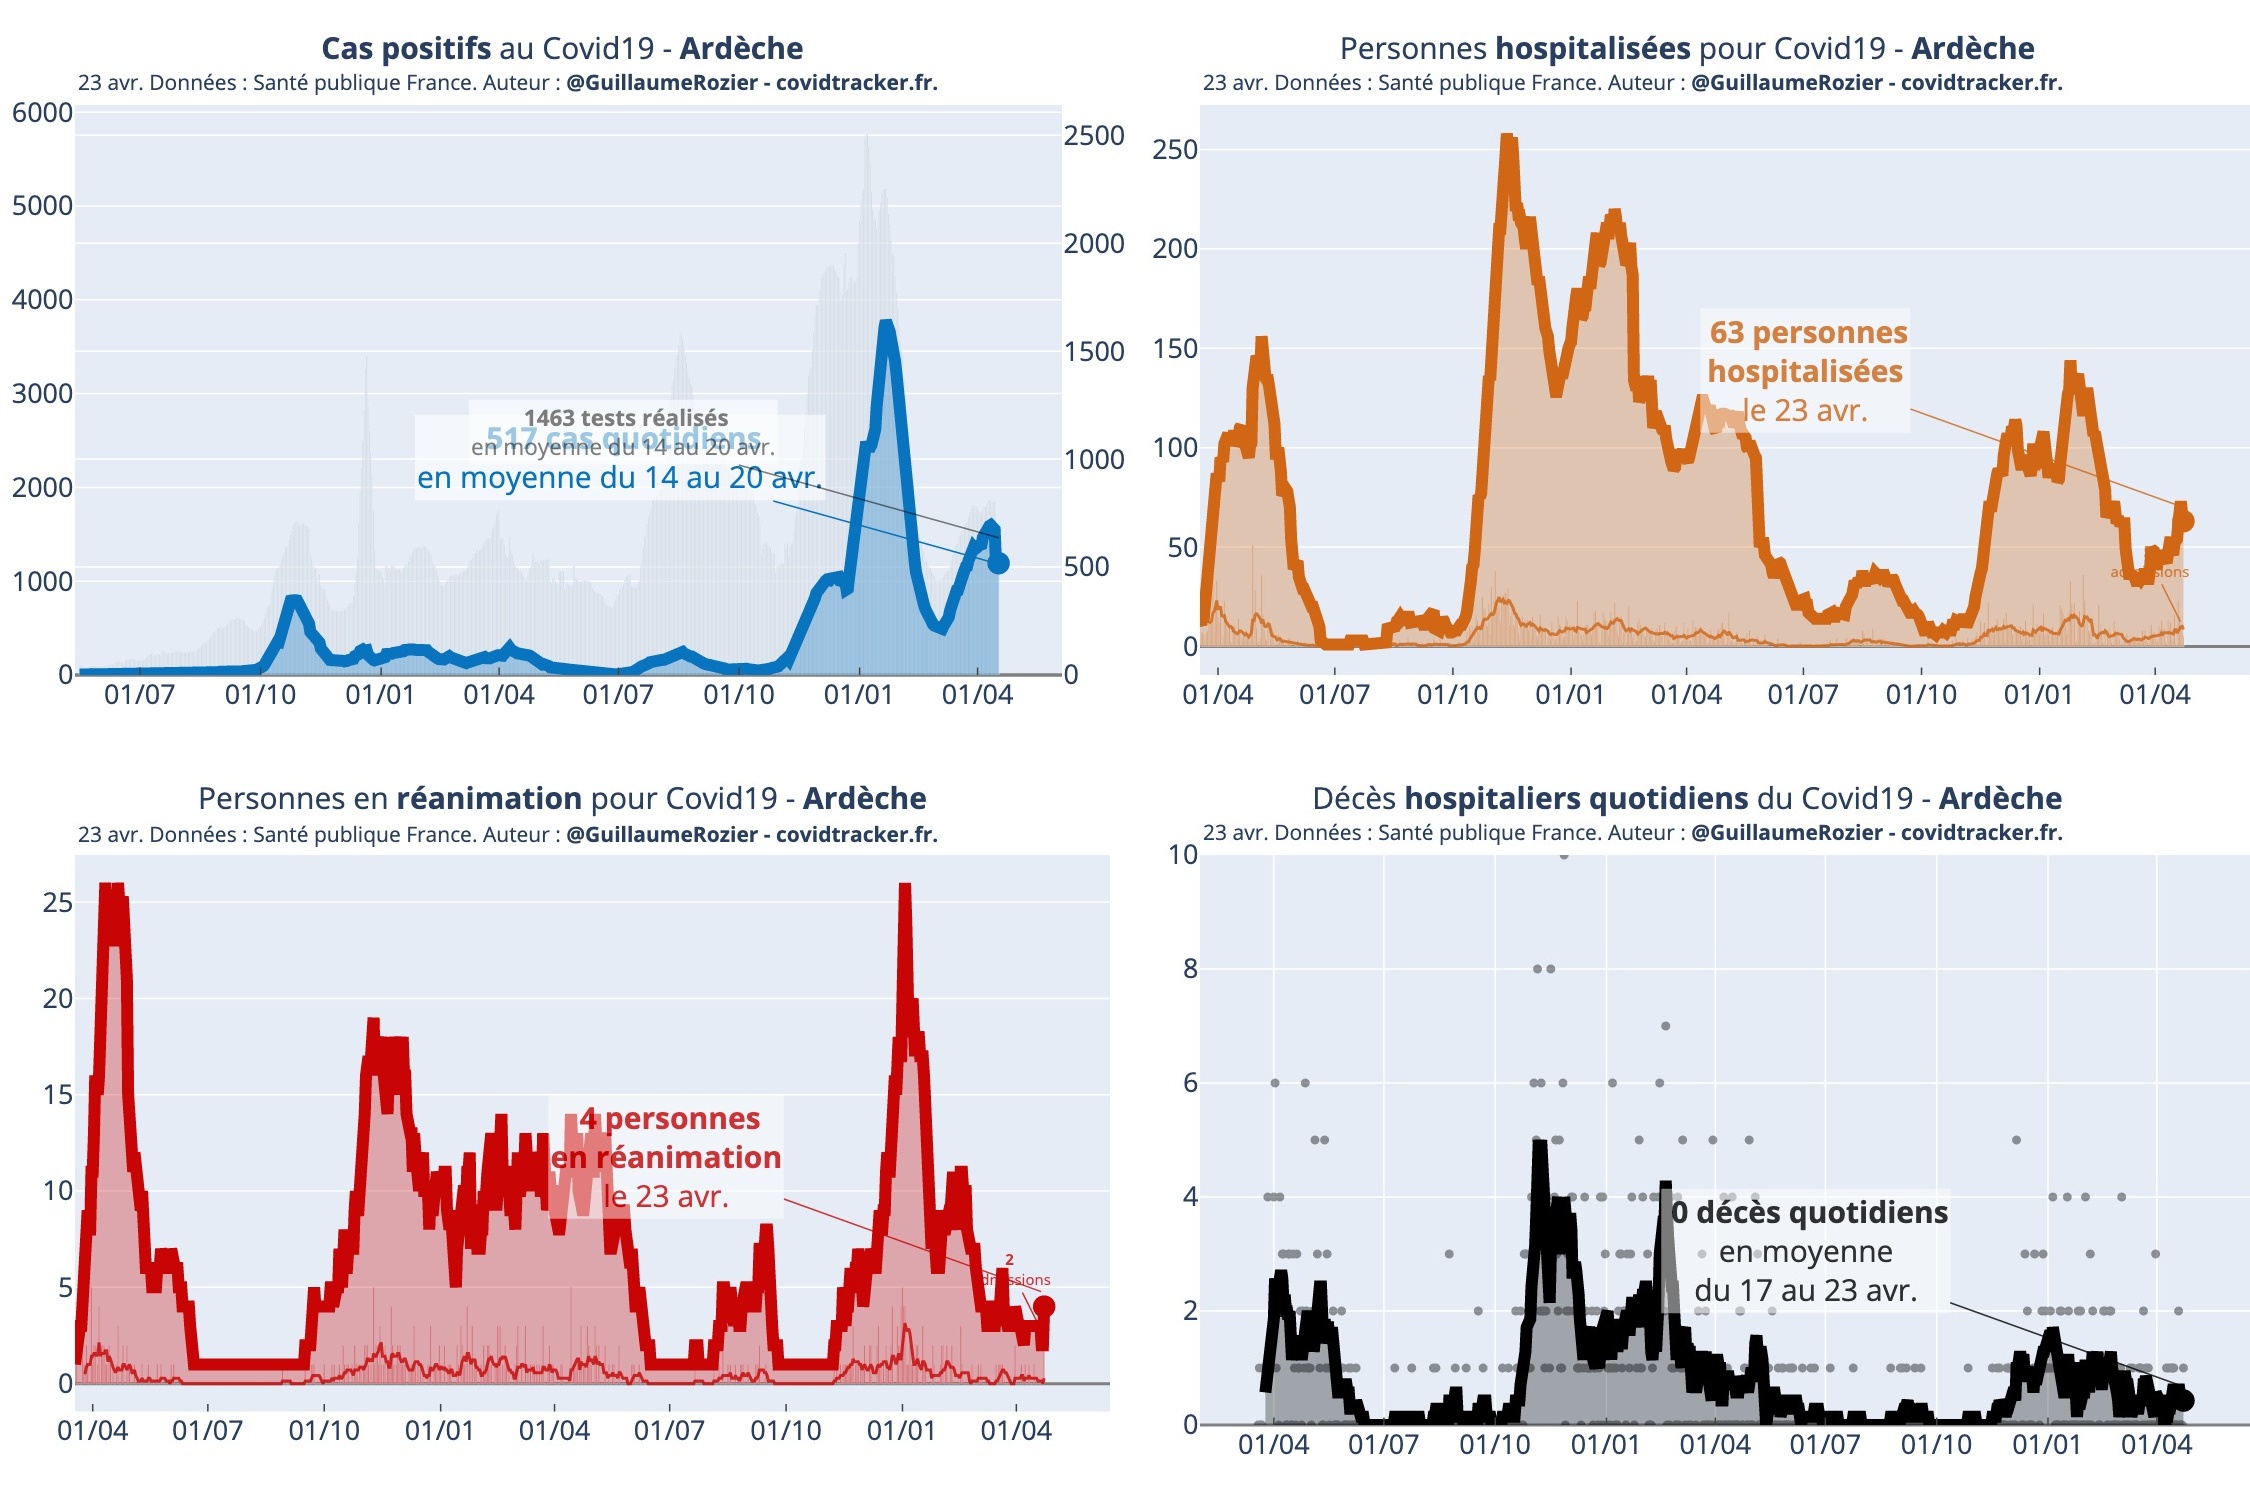 Cas positifs au Covid19 - Ardèche
23 avr. Données : Santé publique France. Auteur : @GuillaumeRozier - covidtracker.fr.
6000
5000
4000
3000
2000
1000
0
2500
2000
1500
1000
500
0
1463 tests réalisés
en moyenne du 14 au 20 avr.
517 cas quotidiens
en moyenne du 14 au 20 avr.
01/07 01/10 01/01 01/04 01/07 01/10 01/01 01/04
Personnes hospitalisées pour Covid19 - Ardèche
23 avr. Données : Santé publique France. Auteur : @GuillaumeRozier - covidtracker.fr.
250
200
150
100
50
0
63 personnes
hospitalisées
le 23 avr.
01/04 01/07 01/10 01/01 01/04 01/07 01/10 01/01 01/04
Personnes en réanimation pour Covid19 - Ardèche
23 avr. Données : Santé publique France. Auteur : @GuillaumeRozier - covidtracker.fr.
25
20
15
10
5
0
4 personnes
en réanimation
le 23 avr.
2
01/04 01/07 01/10 01/01 01/04 01/07 01/10 01/01 01/04
Décès hospitaliers quotidiens du Covid19 - Ardèche
23 avr. Données : Santé publique France. Auteur : @GuillaumeRozier - covidtracker.fr.
10
8
6
4
2
0
0 décès quotidiens
en moyenne
du 17 au 23 avr.
01/04 01/07 01/10 01/01 01/04 01/07 01/10 01/01 01/04